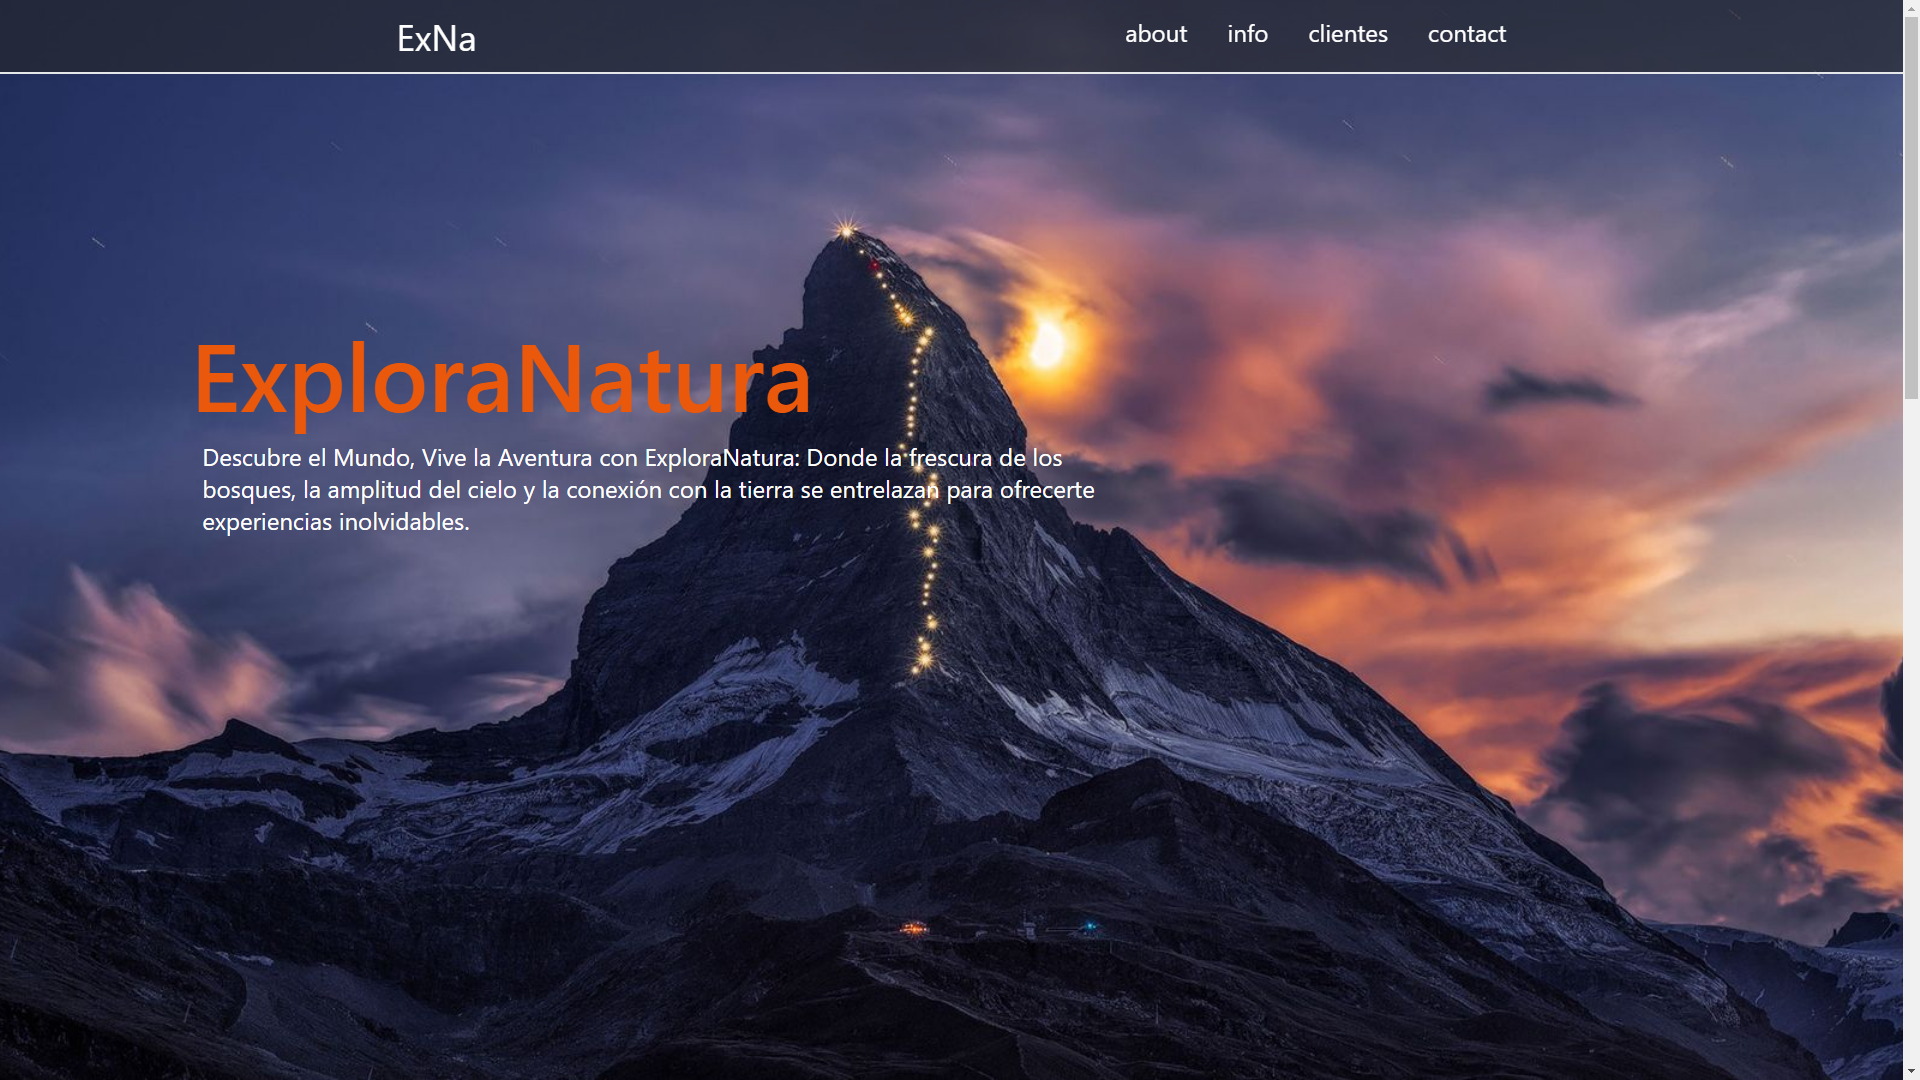 ExNa
about info clientes contact
ExploraNatura
Descubre el Mundo, Vive la Aventura con ExploraNatura: Donde la frescura de los
bosques, la amplitud del cielo y la conexión con la tierra se entrelazan para ofrecerte
experiencias inolvidables.